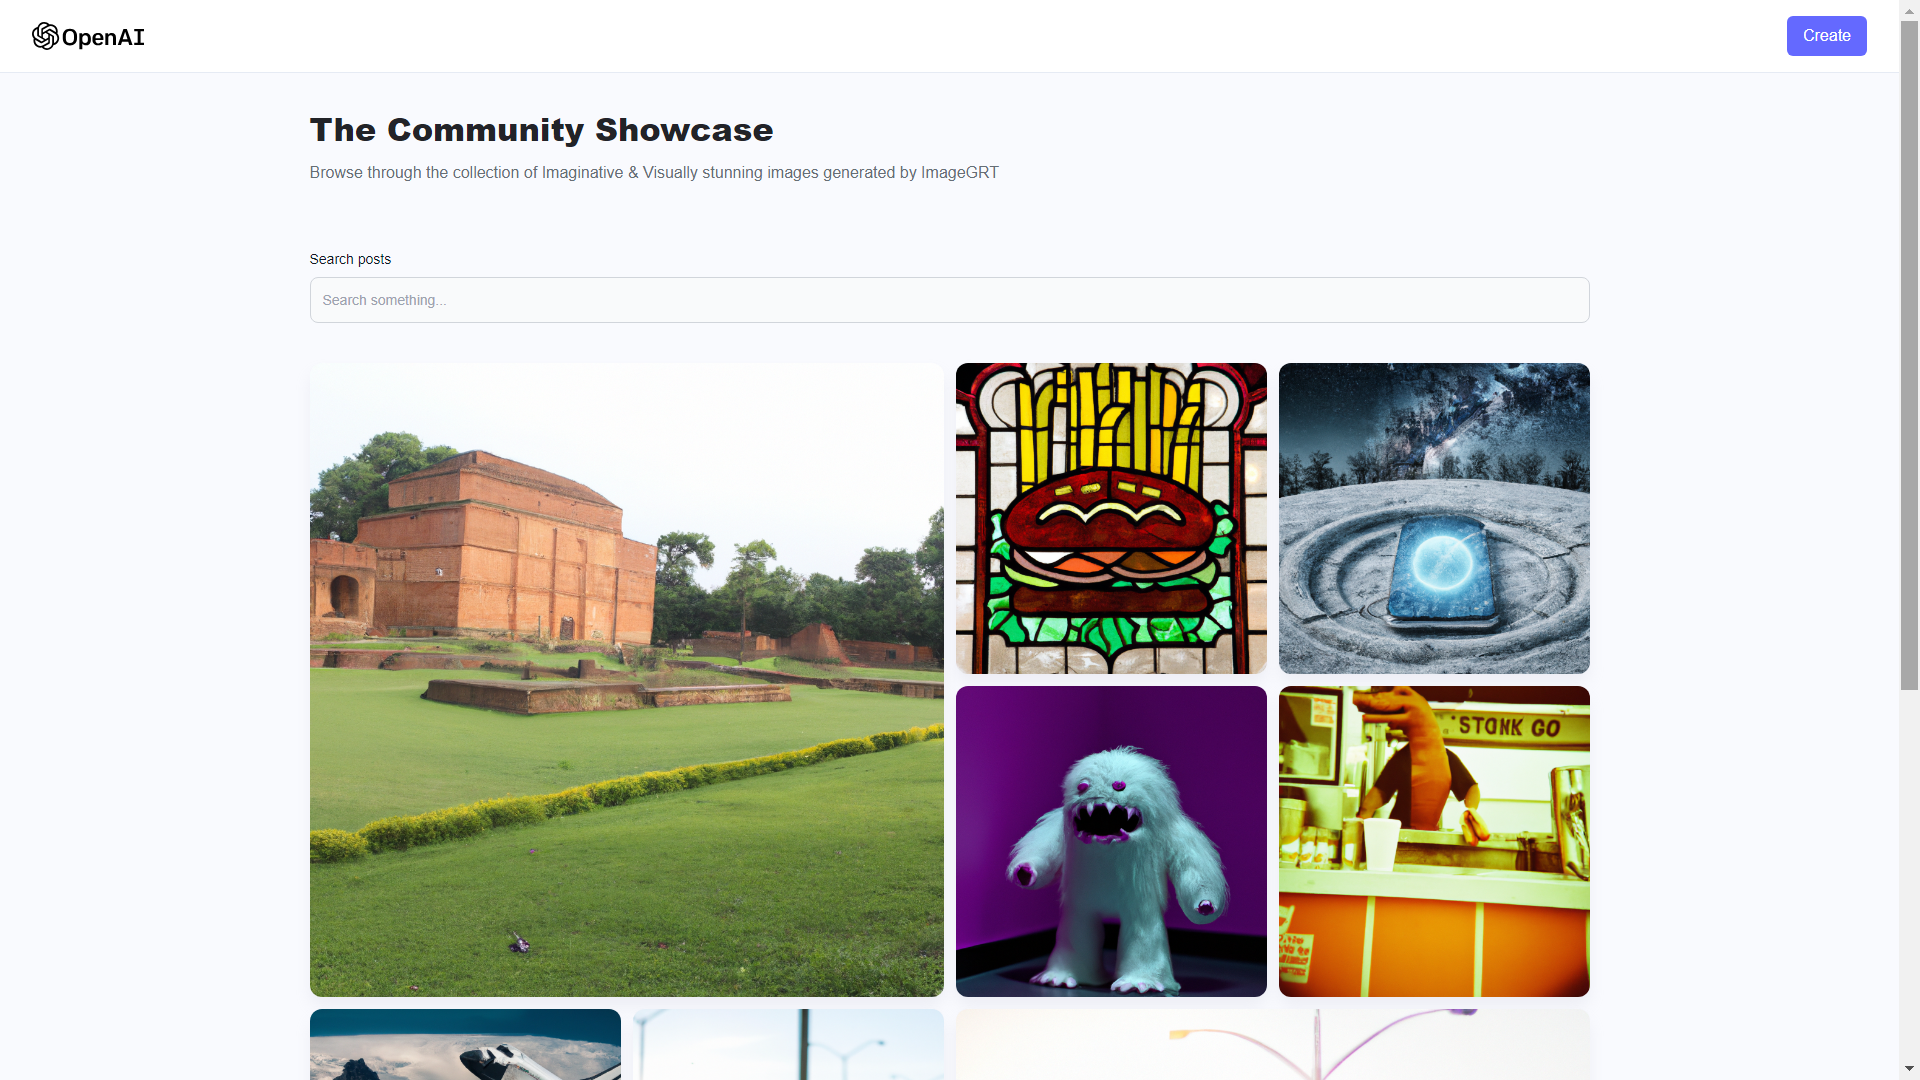 OpenAI
Create
The Community Showcase
Browse through the collection of Imaginative & Visually stunning images generated by ImageGRT
Search posts
Search something...
STONK GO